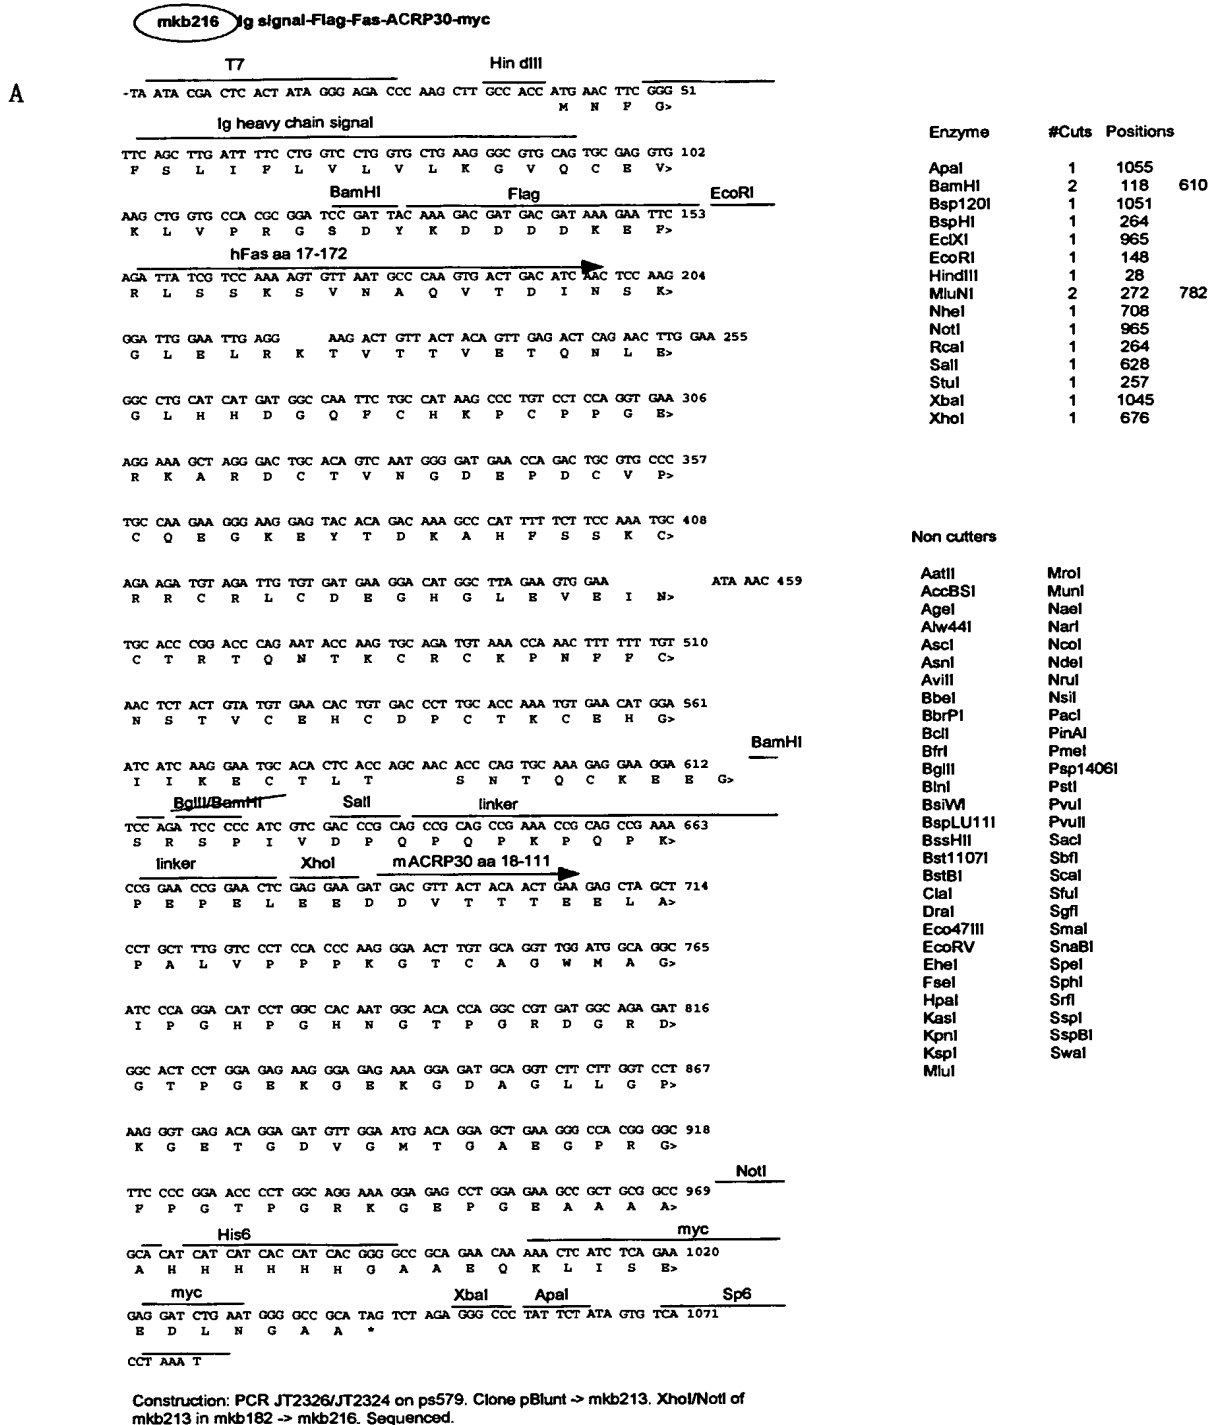 mkb216 Ig signal-Flag-Fas-ACRP30-myc
A
T7 Hin dIII
-TA ATA CGA CTC ACT ATA GGG AGA CCC AAG CTT GCC ACC ATG AAC TTC GGG 51
M N F G>
Ig heavy chain signal
TTC AGC TTG ATT TTC CTG GTC CTG GTG CTG AAG GGC GTG CAG TGC GAG GTG 102
F S L I F L V L V L K G V Q C E V>
BamHI Flag EcoRI
AAG CTG GTG CCA CGC GGA TCC GAT TAC AAA GAC GAT GAC GAT AAA GAA TTC 153
K L V P R G S D Y K D D D D K E F>
hFas aa 17-172
AGA TTA TCG TCC AAA AGT GTT AAT GCC CAA GTG ACT GAC ATC AAC TCC AAG 204
R L S S K S V N A Q V T D I N S K>
GGA TTG GAA TTG AGG AAG ACT GTT ACT ACA GTT GAG ACT CAG AAC TTG GAA 255
G L E L R K T V T T V E T Q N L E>
GGC CTG CAT CAT GAT GGC CAA TTC TGC CAT AAG CCC TGT CCT CCA GGT GAA 306
G L H H D G Q F C H K P C P P G E>
AGG AAA GCT AGG GAC TGC ACA GTC AAT GGG GAT GAA CCA GAC TGC GTG CCC 357
R K A R D C T V N G D E P D C V P>
TGC CAA GAA GGG AAG GAG TAC ACA GAC AAA GCC CAT TTT TCT TCC AAA TGC 408
C Q E G K E Y T D K A H F S S K C>
AGA AGA TGT AGA TTG TGT GAT GAA GGA CAT GGC TTA GAA GTG GAA ATA AAC 459
R R C R L C D E G H G L E V E I N>
TGC ACC CGG ACC CAG AAT ACC AAG TGC AGA TGT AAA CCA AAC TTT TTT TGT 510
C T R T Q N T K C R C K P N F F C>
AAC TCT ACT GTA TGT GAA CAC TGT GAC CCT TGC ACC AAA TGT GAA CAT GGA 561
N S T V C E H C D P C T K C E H G>
BamHI
ATC ATC AAG GAA TGC ACA CTC ACC AGC AAC ACC CAG TGC AAA GAG GAA GGA 612
I I K E C T L T S N T Q C K E E G>
BglII/BamHI SalI linker
TCC AGA TCC CCC ATC GTC GAC CCG CAG CCG CAG CCG AAA CCG CAG CCG AAA 663
S R S P I V D P Q P Q P K P Q P K>
linker XhoI mACRP30 aa 18-111
CCG GAA CCG GAA CTC GAG GAA GAT GAC GTT ACT ACA ACT GAA GAG CTA GCT 714
P E P E L E E D D V T T T E E L A>
CCT GCT TTG GTC CCT CCA CCC AAG GGA ACT TGT GCA GGT TGG ATG GCA GGC 765
P A L V P P P K G T C A G W M A G>
ATC CCA GGA CAT CCT GGC CAC AAT GGC ACA CCA GGC CGT GAT GGC AGA GAT 816
I P G H P G H N G T P G R D G R D>
GGC ACT CCT GGA GAG AAG GGA GAG AAA GGA GAT GCA GGT CTT CTT GGT CCT 867
G T P G E K G E K G D A G L L G P>
AAG GGT GAG ACA GGA GAT GTT GGA ATG ACA GGA GCT GAA GGG CCA CGG GGC 918
K G E T G D V G M T G A E G P R G>
NotI
TTC CCC GGA ACC CCT GGC AGG AAA GGA GAG CCT GGA GAA GCC GCT GCG GCC 969
F P G T P G R K G E P G E A A A A>
His6 myc
GCA CAT CAT CAT CAC CAT CAC GGG GCC GCA GAA CAA AAA CTC ATC TCA GAA 1020
A H H H H H H G A A E Q K L I S E>
myc XbaI ApaI Sp6
GAG GAT CTG AAT GGG GCC GCA TAG TCT AGA GGG CCC TAT TCT ATA GTG TCA 1071
E D L N G A A *
CCT AAA T
Construction: PCR JT2326/JT2324 on ps579. Clone pBlunt -> mkb213. XhoI/NotI of
mkb213 in mkb182 -> mkb216. Sequenced.
Enzyme #Cuts Positions
ApaI 1 1055
BamHI 2 118 610
Bsp120I 1 1051
BspHI 1 264
EclXI 1 965
EcoRI 1 148
HindIII 1 28
MluNI 2 272 782
NheI 1 708
NotI 1 965
RcaI 1 264
SalI 1 628
StuI 1 257
XbaI 1 1045
XhoI 1 676
Non cutters
AatII MroI
AccBSI MunI
AgeI NaeI
Alw44I NarI
AscI NcoI
AsnI NdeI
AviII NruI
BbeI NsiI
BbrPI PacI
BclI PinAI
BfrI PmeI
BglII Psp1406I
BlnI PstI
BsiWI PvuI
BspLU11I PvuII
BssHII SacI
Bst1107I SbfI
BstBI ScaI
ClaI SfuI
DraI SgfI
Eco47III SmaI
EcoRV SnaBI
EheI SpeI
FseI SphI
HpaI SrfI
KasI SspI
KpnI SspBI
KspI SwaI
MluI